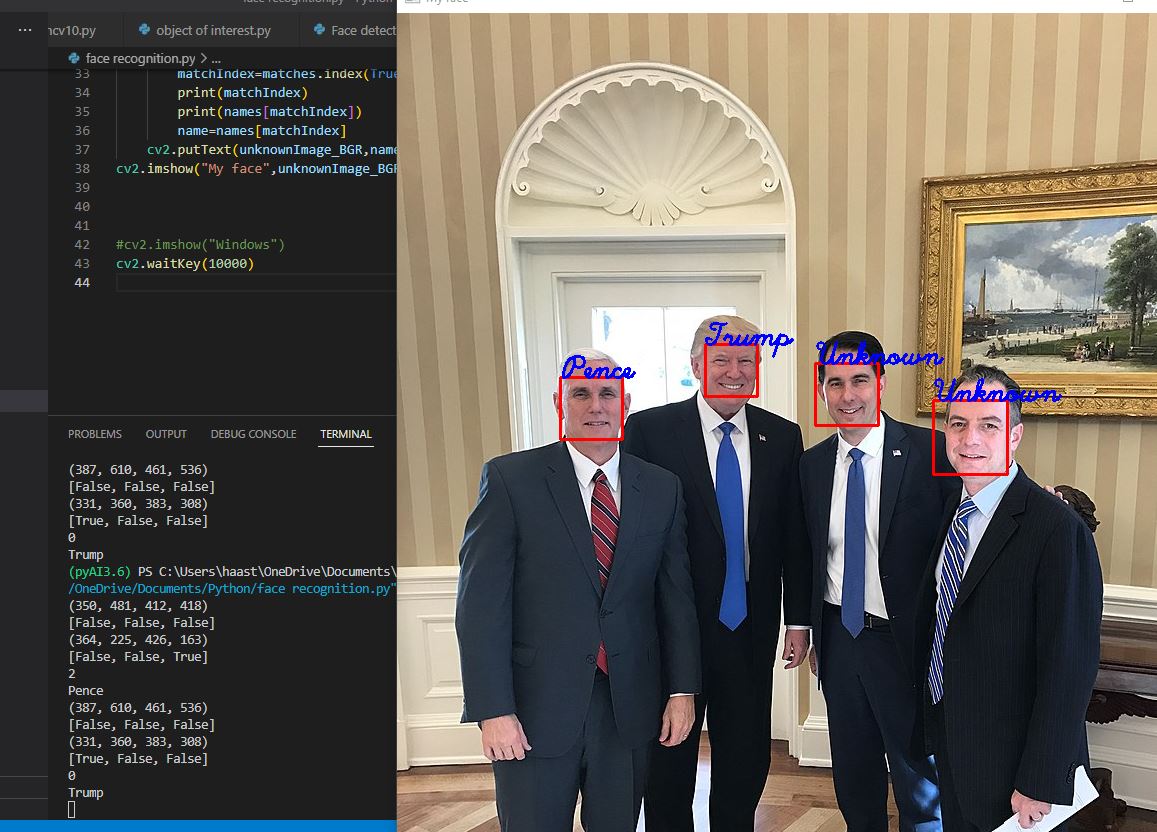 face recognition.py - Python
My face
ncv10.py
object of interest.py
Face detect
face recognition.py > ...
33 matchIndex=matches.index(True
34 print(matchIndex)
35 print(names[matchIndex])
36 name=names[matchIndex]
37 cv2.putText(unknownImage_BGR,name
38 cv2.imshow("My face",unknownImage_BGR
39
40
41
42 #cv2.imshow("Windows")
43 cv2.waitKey(10000)
44
Trump
Unknown
Pence
Unknown
PROBLEMS OUTPUT DEBUG CONSOLE TERMINAL
(387, 610, 461, 536)
[False, False, False]
(331, 360, 383, 308)
[True, False, False]
0
Trump
(pyAI3.6) PS C:\Users\haast\OneDrive\Documents\
/OneDrive/Documents/Python/face recognition.py"
(350, 481, 412, 418)
[False, False, False]
(364, 225, 426, 163)
[False, False, True]
2
Pence
(387, 610, 461, 536)
[False, False, False]
(331, 360, 383, 308)
[True, False, False]
0
Trump